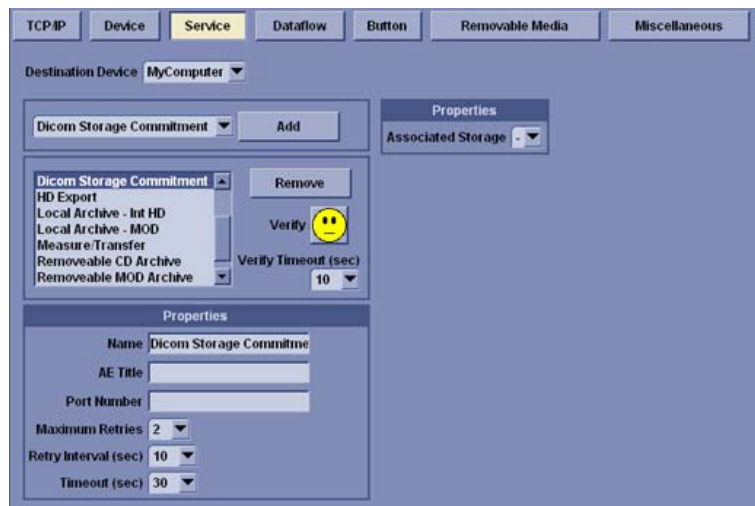 TCP/IP Device Service Dataflow Button Removable Media Miscellaneous
Destination Device MyComputer
Dicom Storage Commitment Add
Properties
Associated Storage -
Dicom Storage Commitment
HD Export
Local Archive - Int HD
Local Archive - MOD
Measure/Transfer
Removeable CD Archive
Removeable MOD Archive
Remove
Verify
Verify Timeout (sec)
10
Properties
Name Dicom Storage Commitme
AE Title
Port Number
Maximum Retries 2
Retry Interval (sec) 10
Timeout (sec) 30